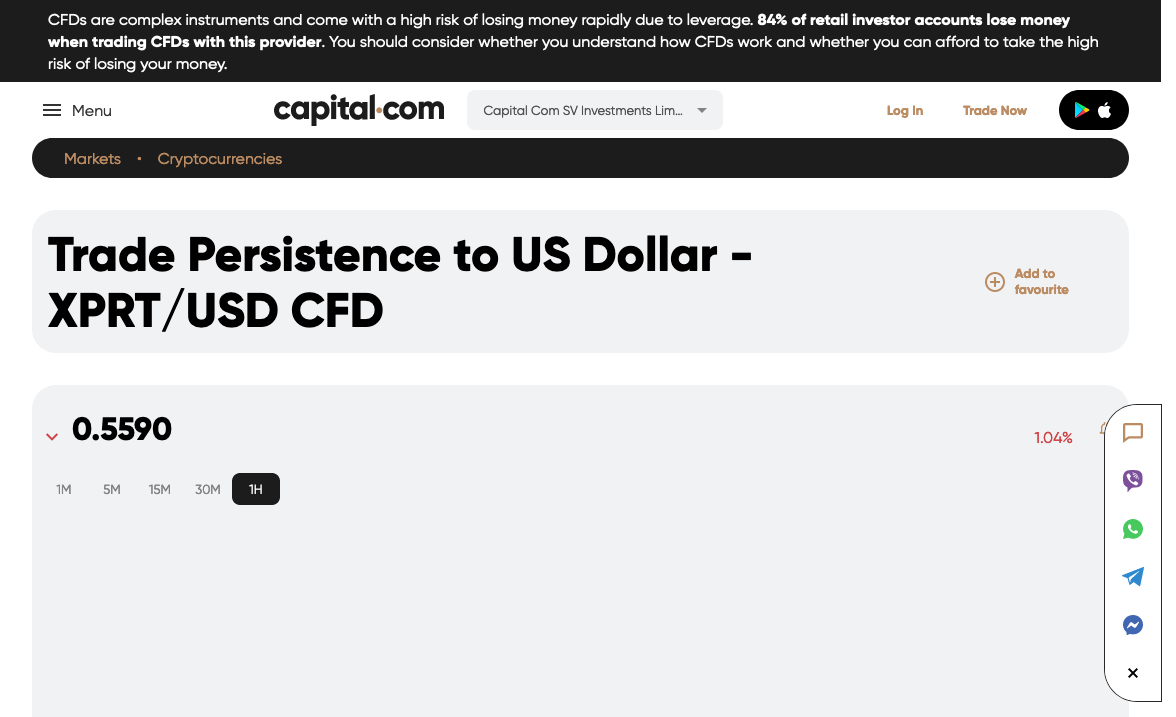 CFDs are complex instruments and come with a high risk of losing money rapidly due to leverage. 84% of retail investor accounts lose money
when trading CFDs with this provider. You should consider whether you understand how CFDs work and whether you can afford to take the high
risk of losing your money.
Menu
capital.com
Capital Com SV Investments Lim...
Log In
Trade Now
Markets
Cryptocurrencies
Trade Persistence to US Dollar -
XPRT/USD CFD
Add to
favourite
0.5590
1.04%
1M
5M
15M
30M
1H